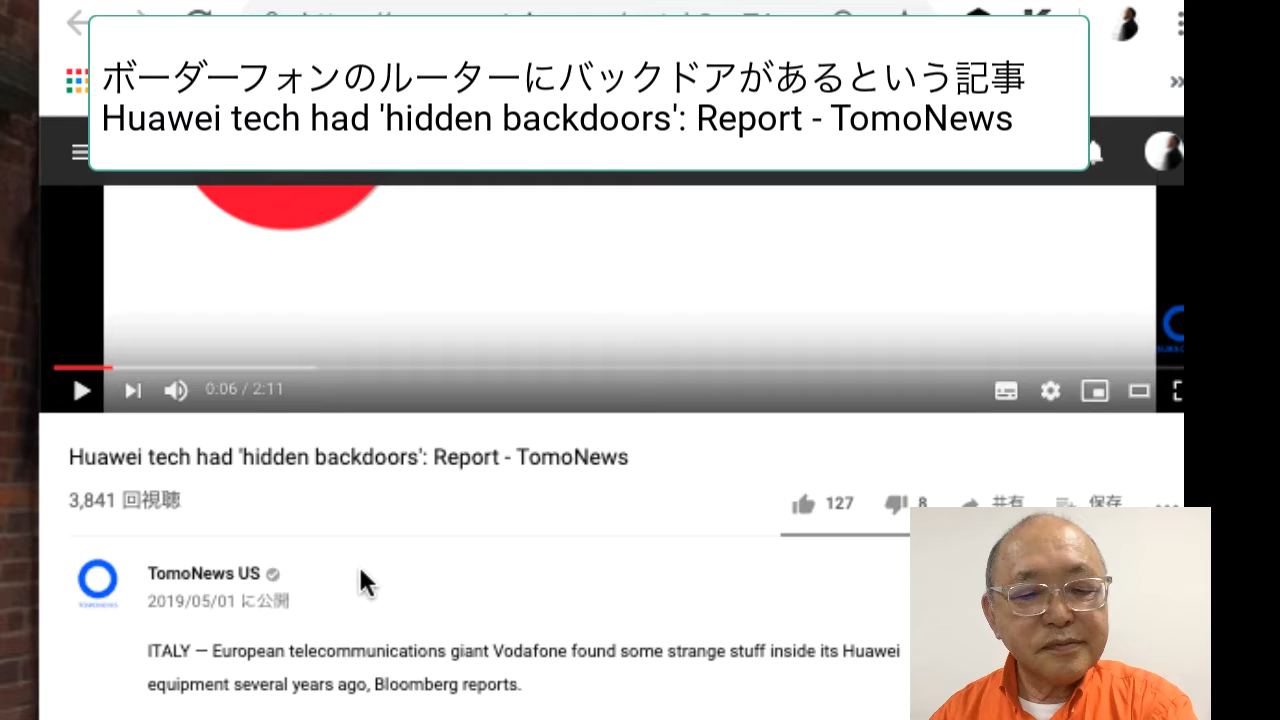 ボーダーフォンのルーターにバックドアがあるという記事
Huawei tech had 'hidden backdoors': Report - TomoNews
0:06 / 2:11
Huawei tech had 'hidden backdoors': Report - TomoNews
3,841 回視聴
127
8
共有
保存
TomoNews US
2019/05/01 に公開
ITALY — European telecommunications giant Vodafone found some strange stuff inside its Huawei
equipment several years ago, Bloomberg reports.